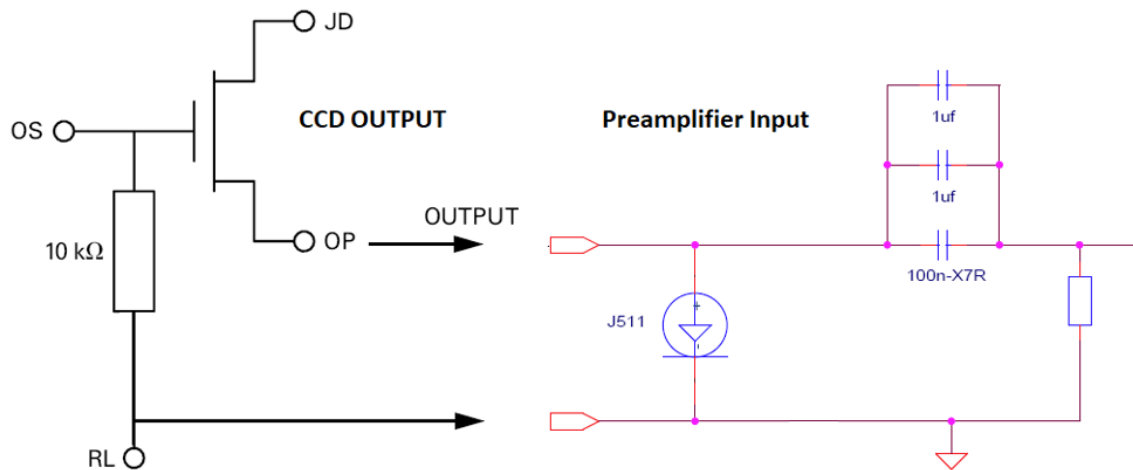 JD
OS
CCD OUTPUT
Preamplifier Input
1uf
1uf
10 kΩ
OUTPUT
OP
100n-X7R
J511
+
-
RL